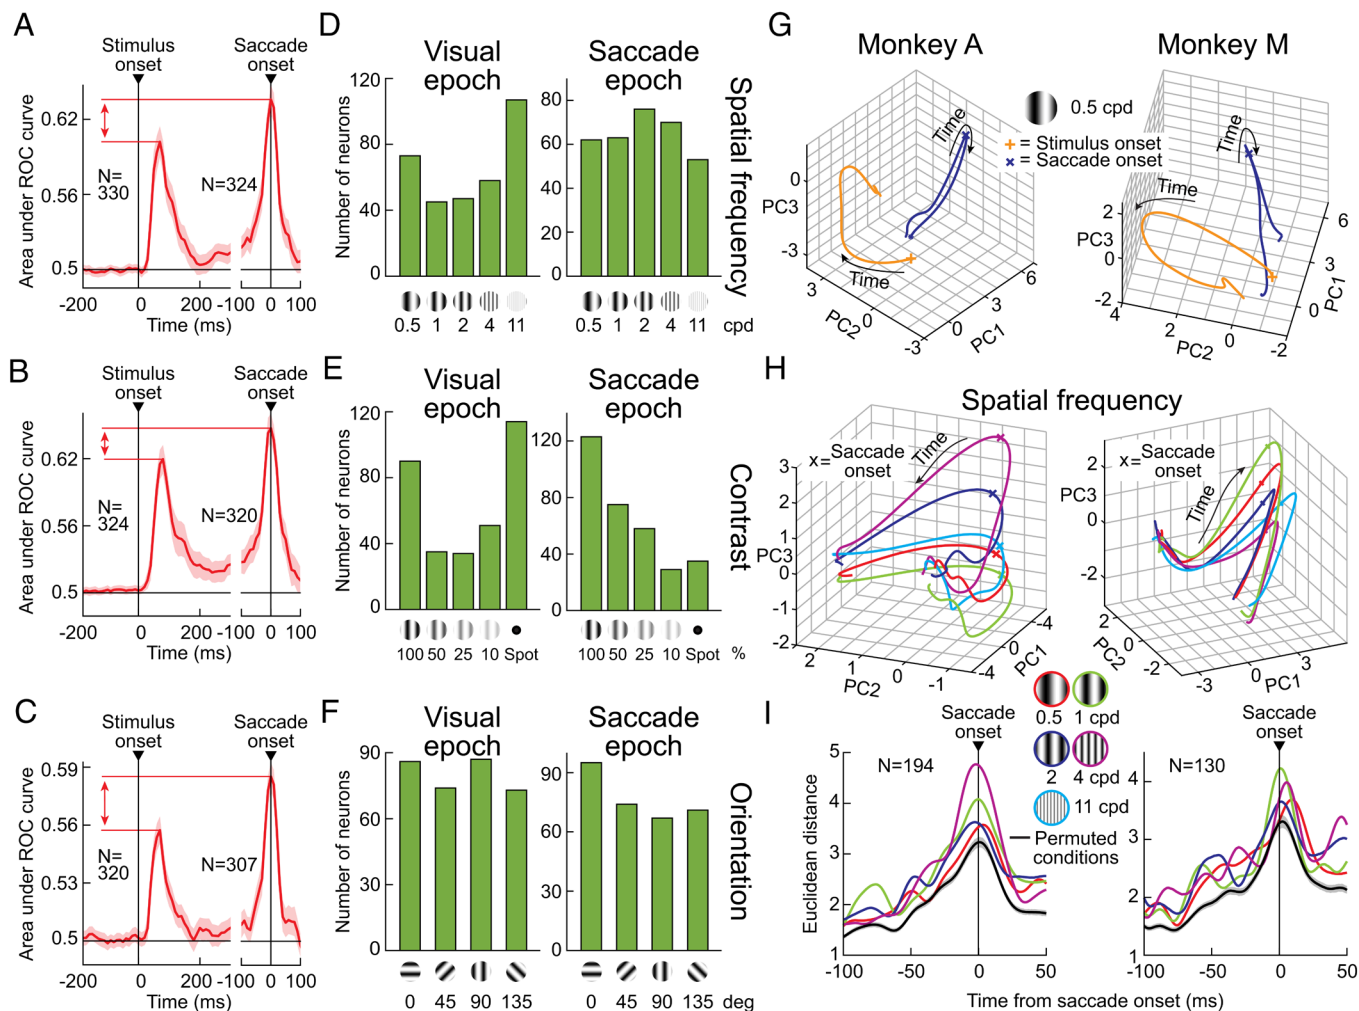 A
Stimulus
onset
Saccade
onset
Area under ROC curve
0.62
0.56
0.5
N=
330
N=324
-200
0
200
-100
0
100
Time (ms)
B
Stimulus
onset
Saccade
onset
Area under ROC curve
0.62
0.56
0.5
N=
324
N=320
-200
0
200
-100
0
100
Time (ms)
C
Stimulus
onset
Saccade
onset
Area under ROC curve
0.59
0.56
0.53
0.5
N=
320
N=307
-200
0
200
-100
0
100
Time (ms)
D
Visual
epoch
Saccade
epoch
Spatial frequency
Number of neurons
120
80
40
0
80
60
40
20
0
0.5 1 2 4 11
0.5 1 2 4 11 cpd
E
Visual
epoch
Saccade
epoch
Contrast
Number of neurons
120
80
40
0
120
80
40
0
100 50 25 10 Spot
100 50 25 10 Spot %
F
Visual
epoch
Saccade
epoch
Orientation
Number of neurons
90
60
30
0
90
60
30
0
0 45 90 135
0 45 90 135 deg
G
Monkey A
Monkey M
0.5 cpd
+ = Stimulus onset
× = Saccade onset
Time
Time
0
PC3
-3
3
PC2
0
-3
0
PC1
3
6
Time
Time
2
PC3
0
-2
4
2
PC2
0
-2
0
PC1
3
6
H
Spatial frequency
x=Saccade
onset
Time
3
2
1
PC3
0
-1
2
1
PC2
0
-1
-4
0
PC1
-4
x=Saccade
onset
Time
2
PC3
0
-2
2
PC2
0
-2
-3
0
PC1
3
0.5
1 cpd
2
4 cpd
11 cpd
Permuted
conditions
I
Saccade
onset
N=194
Euclidean distance
5
4
3
2
1
-100
-50
0
50
Saccade
onset
N=130
4
3
2
1
-100
-50
0
50
Time from saccade onset (ms)